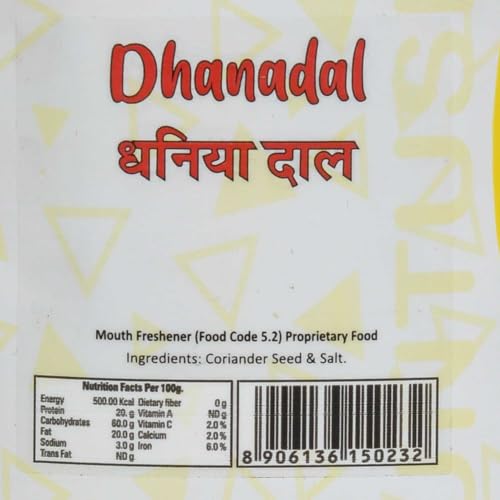 Dhanadal
धनिया दाल
Mouth Freshener (Food Code 5.2) Proprietary Food
Ingredients: Coriander Seed & Salt.
Nutrition Facts Per 100g.
Energy 500.00 Kcal Dietary fiber 0 g
Protein 20. g Vitamin A ND g
Carbohydrates 60.0 g Vitamin C 2.0 %
Fat 20.0 g Calcium 2.0 %
Sodium 3.0 g Iron 6.0 %
Trans Fat ND g
8 906136 150232